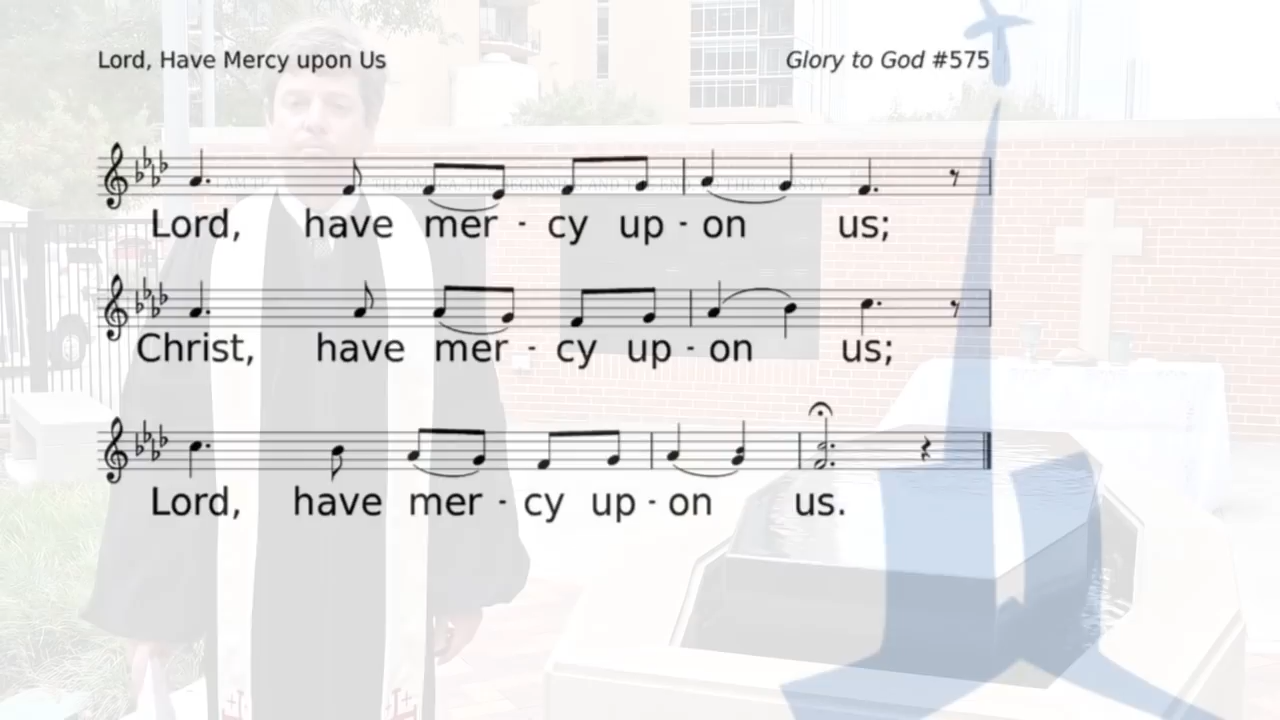 Lord, Have Mercy upon Us
Glory to God #575
Lord, have mer - cy up - on us;
Christ, have mer - cy up - on us;
Lord, have mer - cy up - on us.